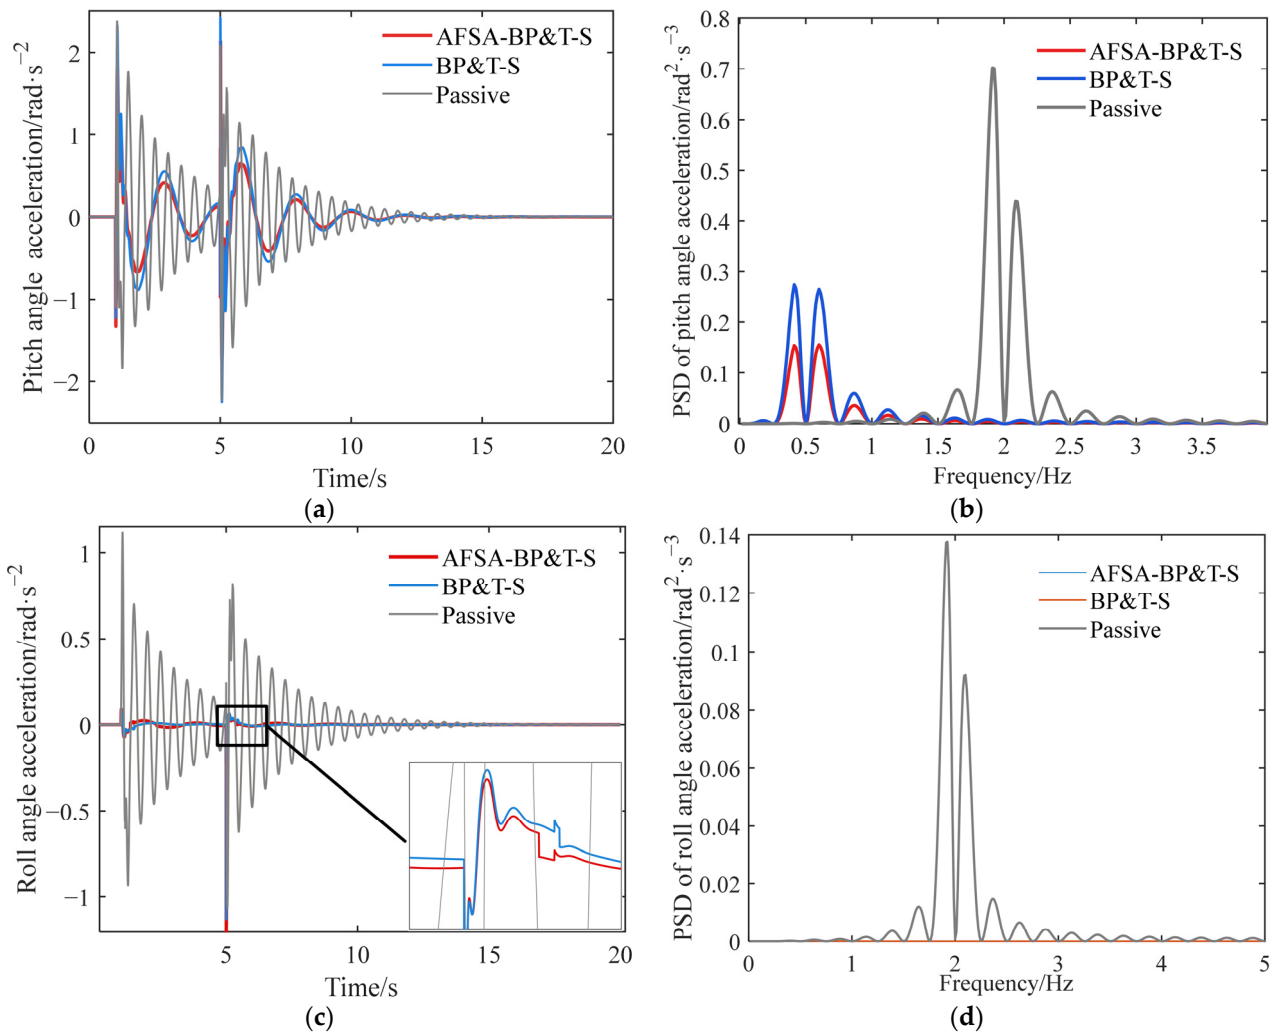 Pitch angle acceleration/rad·s−2
2
1
0
−1
−2
0 5 10 15 20
Time/s
AFSA-BP&T-S
BP&T-S
Passive
(a)
PSD of pitch angle acceleration/rad2·s−3
0.8
0.7
0.6
0.5
0.4
0.3
0.2
0.1
0
0 0.5 1 1.5 2 2.5 3 3.5
Frequency/Hz
AFSA-BP&T-S
BP&T-S
Passive
(b)
Roll angle acceleration/rad·s−2
1
0.5
0
−0.5
−1
5 10 15 20
Time/s
AFSA-BP&T-S
BP&T-S
Passive
(c)
PSD of roll angle acceleration/rad2·s−3
0.14
0.12
0.1
0.08
0.06
0.04
0.02
0
0 1 2 3 4 5
Frequency/Hz
AFSA-BP&T-S
BP&T-S
Passive
(d)